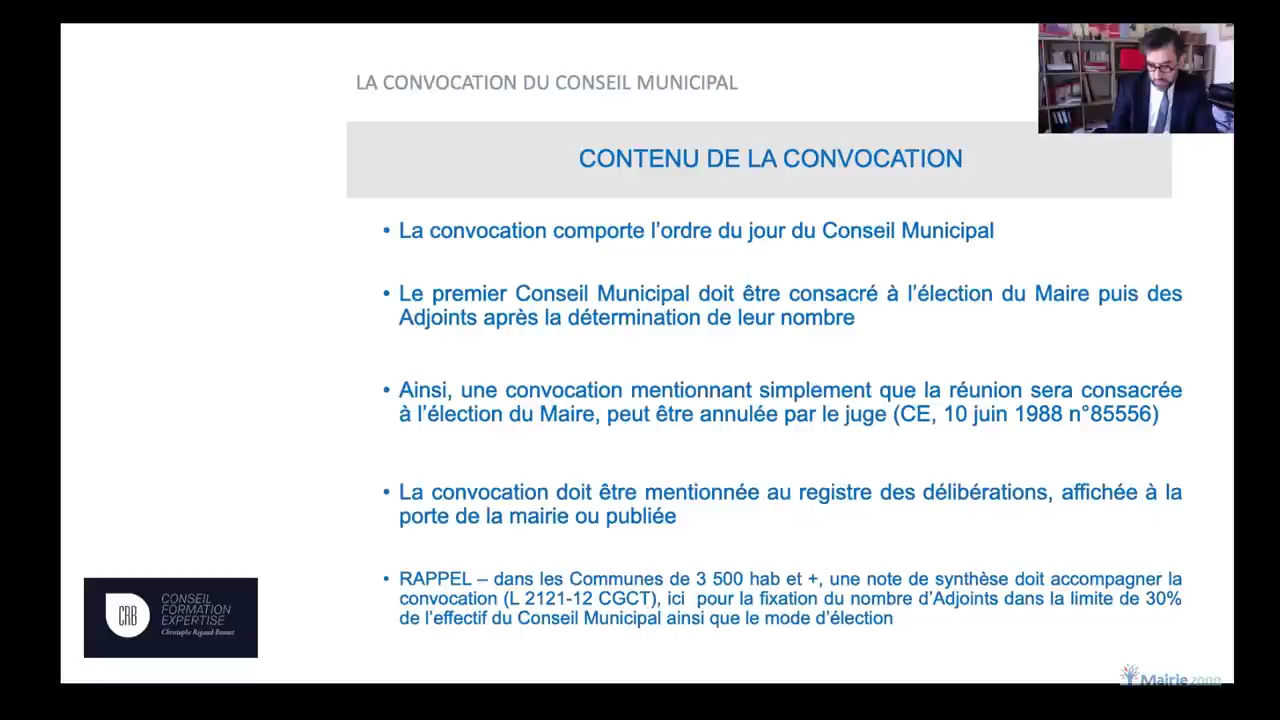 LA CONVOCATION DU CONSEIL MUNICIPAL
CONTENU DE LA CONVOCATION
• La convocation comporte l’ordre du jour du Conseil Municipal
• Le premier Conseil Municipal doit être consacré à l’élection du Maire puis des
Adjoints après la détermination de leur nombre
• Ainsi, une convocation mentionnant simplement que la réunion sera consacrée
à l’élection du Maire, peut être annulée par le juge (CE, 10 juin 1988 n°85556)
• La convocation doit être mentionnée au registre des délibérations, affichée à la
porte de la mairie ou publiée
• RAPPEL – dans les Communes de 3 500 hab et +, une note de synthèse doit accompagner la
convocation (L 2121-12 CGCT), ici pour la fixation du nombre d’Adjoints dans la limite de 30%
de l’effectif du Conseil Municipal ainsi que le mode d’élection
CRB
CONSEIL
FORMATION
EXPERTISE
Christophe Rigaud-Bonnet
Mairie 2000